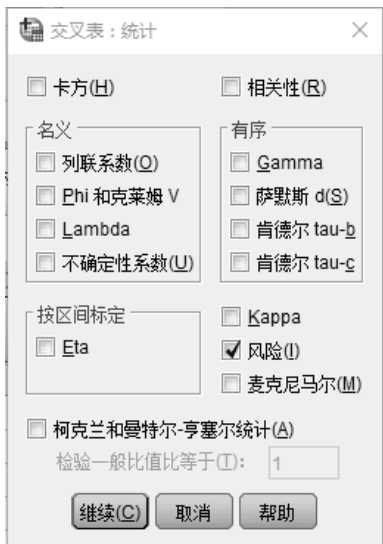 交叉表：统计
卡方(H) 相关性(R)
名义 有序
列联系数(O) Gamma
Phi 和克莱姆 V 萨默斯 d(S)
Lambda 肯德尔 tau-b
不确定性系数(U) 肯德尔 tau-c
按区间标定 Kappa
Eta 风险(I)
麦克尼马尔(M)
柯克兰和曼特尔-亨塞尔统计(A)
检验一般比值比等于(T)： 1
继续(C) 取消 帮助